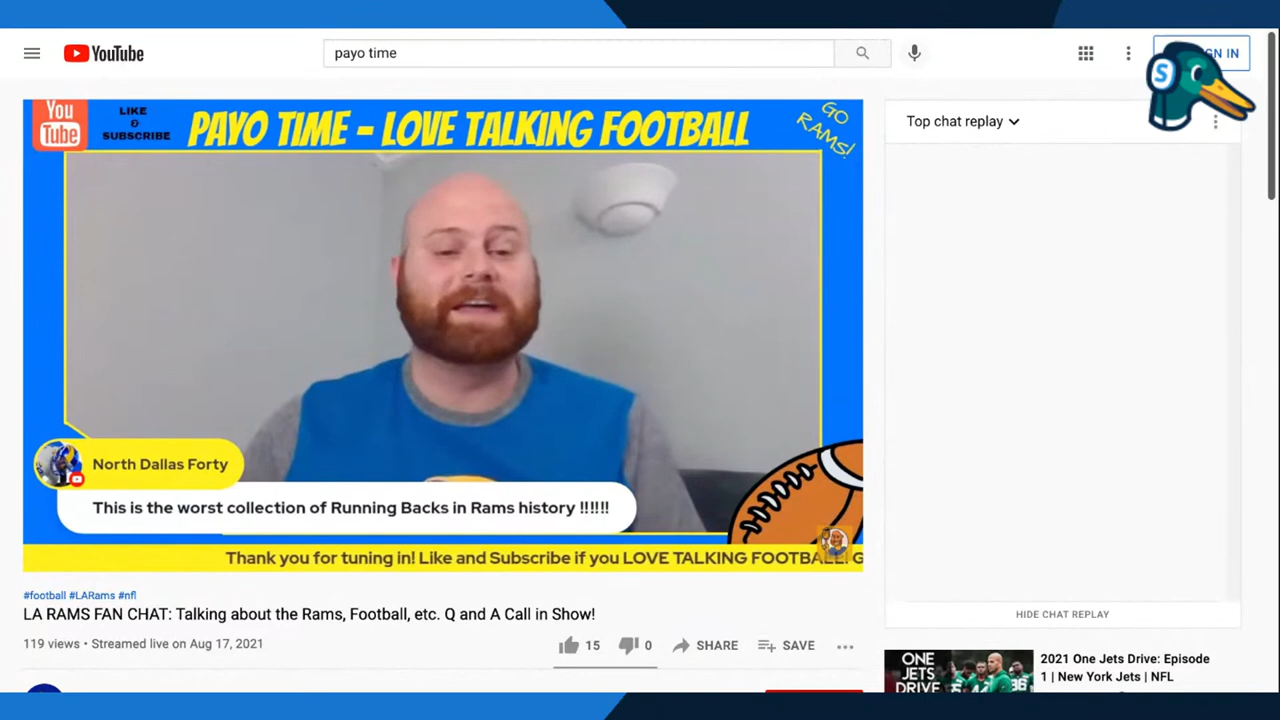 YouTube
payo time
S
SIGN IN
You
Tube
LIKE
&
SUBSCRIBE
PAYO TIME - LOVE TALKING FOOTBALL
GO
RAMS!
Top chat replay
North Dallas Forty
This is the worst collection of Running Backs in Rams history !!!!!!
Thank you for tuning in! Like and Subscribe if you LOVE TALKING FOOTBALL! G
#football #LARams #nfl
LA RAMS FAN CHAT: Talking about the Rams, Football, etc. Q and A Call in Show!
119 views • Streamed live on Aug 17, 2021
15
0
SHARE
SAVE
HIDE CHAT REPLAY
ONE
JETS
DRIVE
2021 One Jets Drive: Episode
1 | New York Jets | NFL